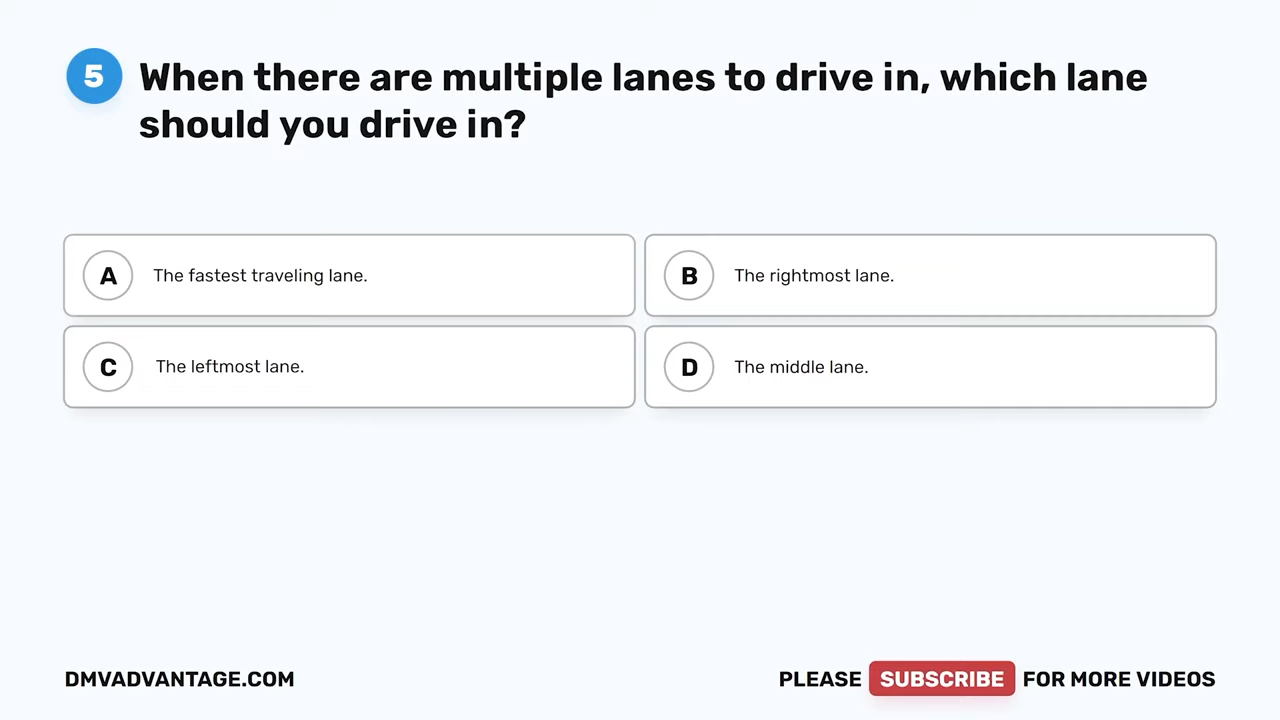 5 When there are multiple lanes to drive in, which lane
should you drive in?
A The fastest traveling lane.
B The rightmost lane.
C The leftmost lane.
D The middle lane.
DMVADVANTAGE.COM
PLEASE SUBSCRIBE FOR MORE VIDEOS